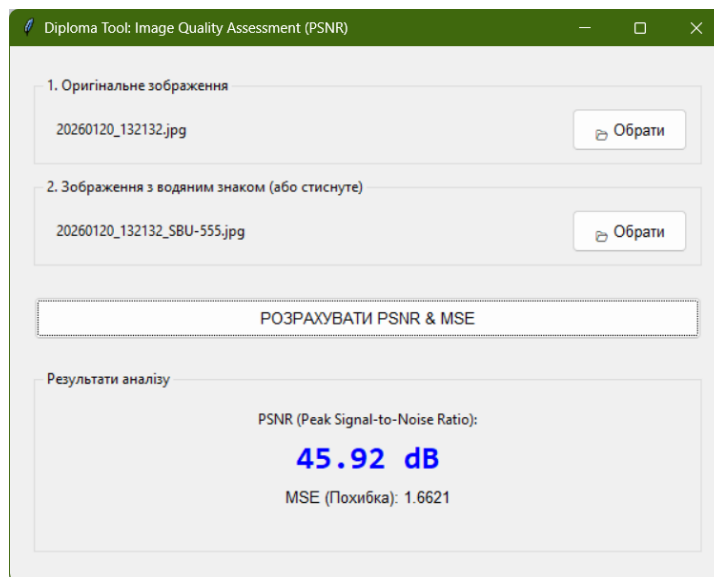 Diploma Tool: Image Quality Assessment (PSNR)
1. Оригінальне зображення
20260120_132132.jpg
Обрати
2. Зображення з водяним знаком (або стиснуте)
20260120_132132_SBU-555.jpg
Обрати
РОЗРАХУВАТИ PSNR & MSE
Результати аналізу
PSNR (Peak Signal-to-Noise Ratio):
45.92 dB
MSE (Похибка): 1.6621